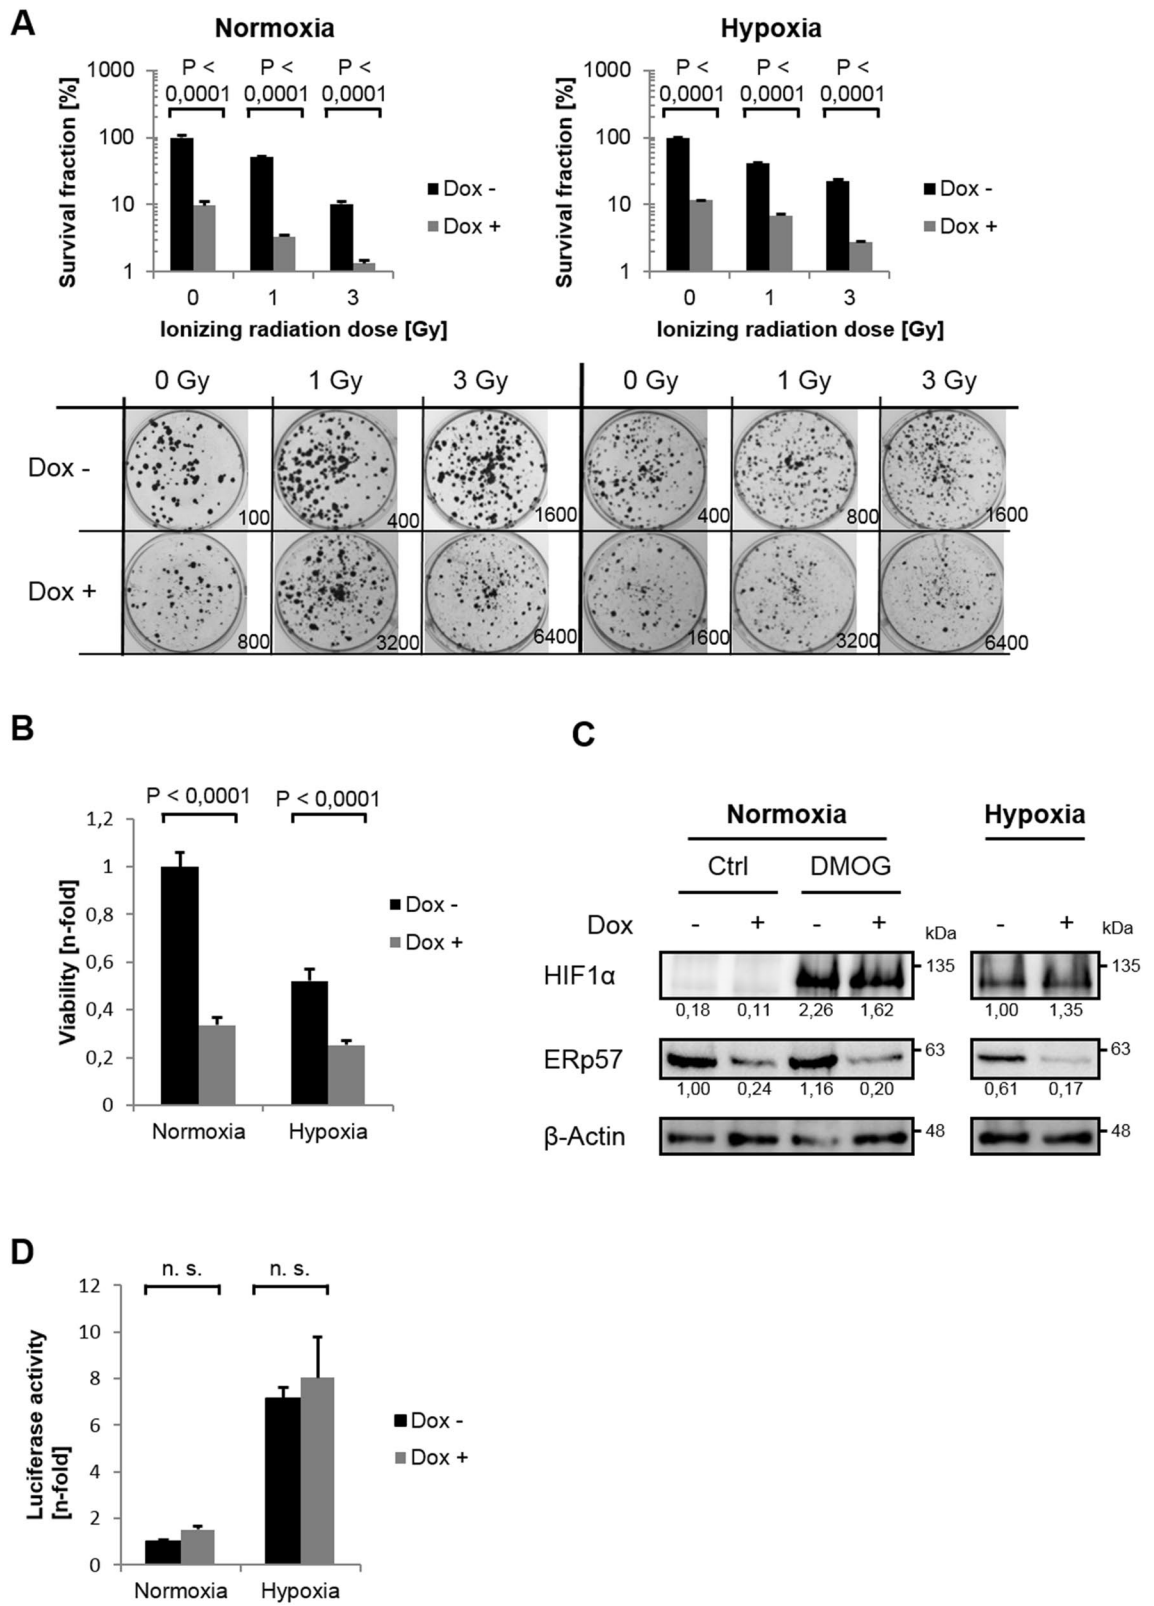 A
Normoxia
Hypoxia
P < P < P <
0,0001 0,0001 0,0001
P < P < P <
0,0001 0,0001 0,0001
Survival fraction [%]
1000
100
10
1
0 1 3
Ionizing radiation dose [Gy]
Dox -
Dox +
Survival fraction [%]
1000
100
10
1
0 1 3
Ionizing radiation dose [Gy]
Dox -
Dox +
0 Gy 1 Gy 3 Gy 0 Gy 1 Gy 3 Gy
Dox -
100 400 1600 400 800 1600
Dox +
800 3200 6400 1600 3200 6400
B
P < 0,0001 P < 0,0001
Viability [n-fold]
1,2
1
0,8
0,6
0,4
0,2
0
Normoxia Hypoxia
Dox -
Dox +
C
Normoxia Hypoxia
Ctrl DMOG
Dox - + - + kDa - + kDa
HIF1α 135 135
0,18 0,11 2,26 1,62 1,00 1,35
ERp57 63 63
1,00 0,24 1,16 0,20 0,61 0,17
β-Actin 48 48
D
n. s. n. s.
Luciferase activity
[n-fold]
12
10
8
6
4
2
0
Normoxia Hypoxia
Dox -
Dox +